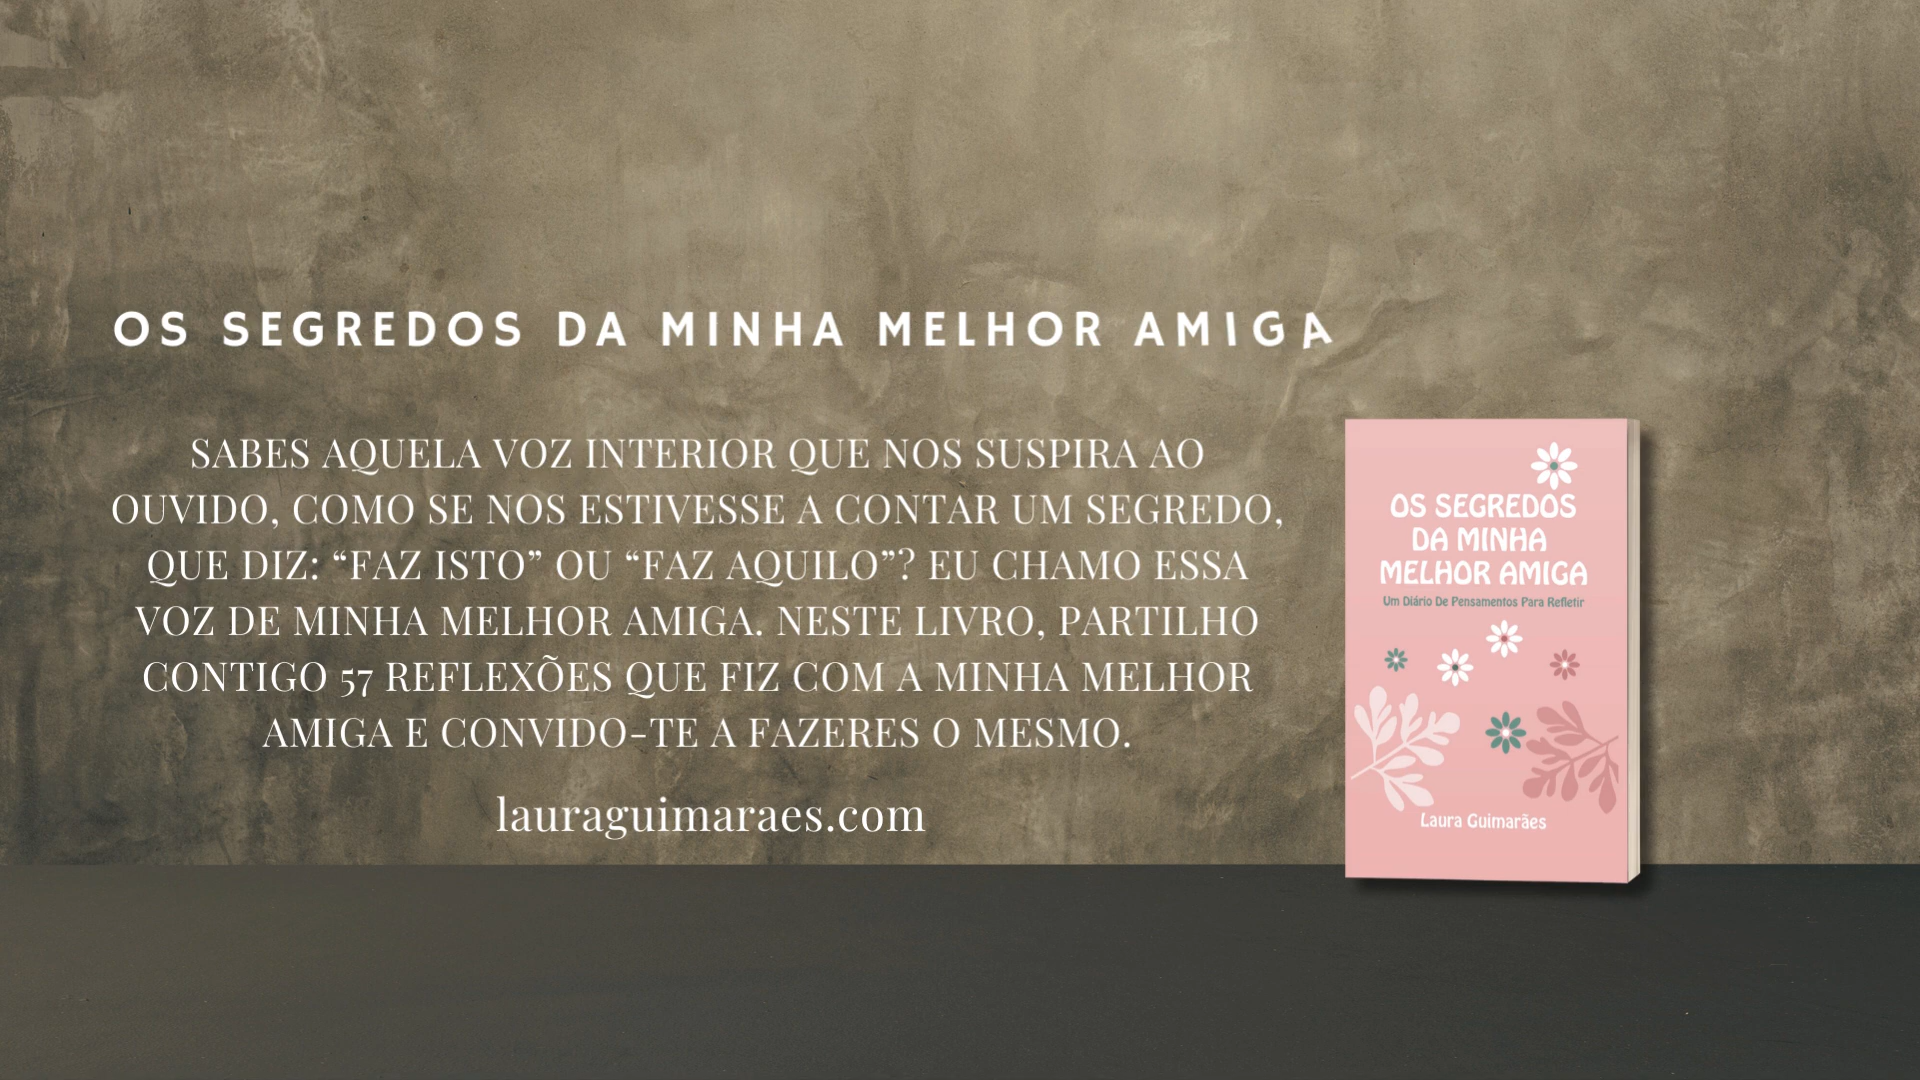 OS SEGREDOS DA MINHA MELHOR AMIGA
SABES AQUELA VOZ INTERIOR QUE NOS SUSPIRA AO
OUVIDO, COMO SE NOS ESTIVESSE A CONTAR UM SEGREDO,
QUE DIZ: “FAZ ISTO” OU “FAZ AQUILO”? EU CHAMO ESSA
VOZ DE MINHA MELHOR AMIGA. NESTE LIVRO, PARTILHO
CONTIGO 57 REFLEXÕES QUE FIZ COM A MINHA MELHOR
AMIGA E CONVIDO-TE A FAZERES O MESMO.
lauraguimaraes.com
OS SEGREDOS
DA MINHA
MELHOR AMIGA
Um Diário De Pensamentos Para Refletir
Laura Guimarães